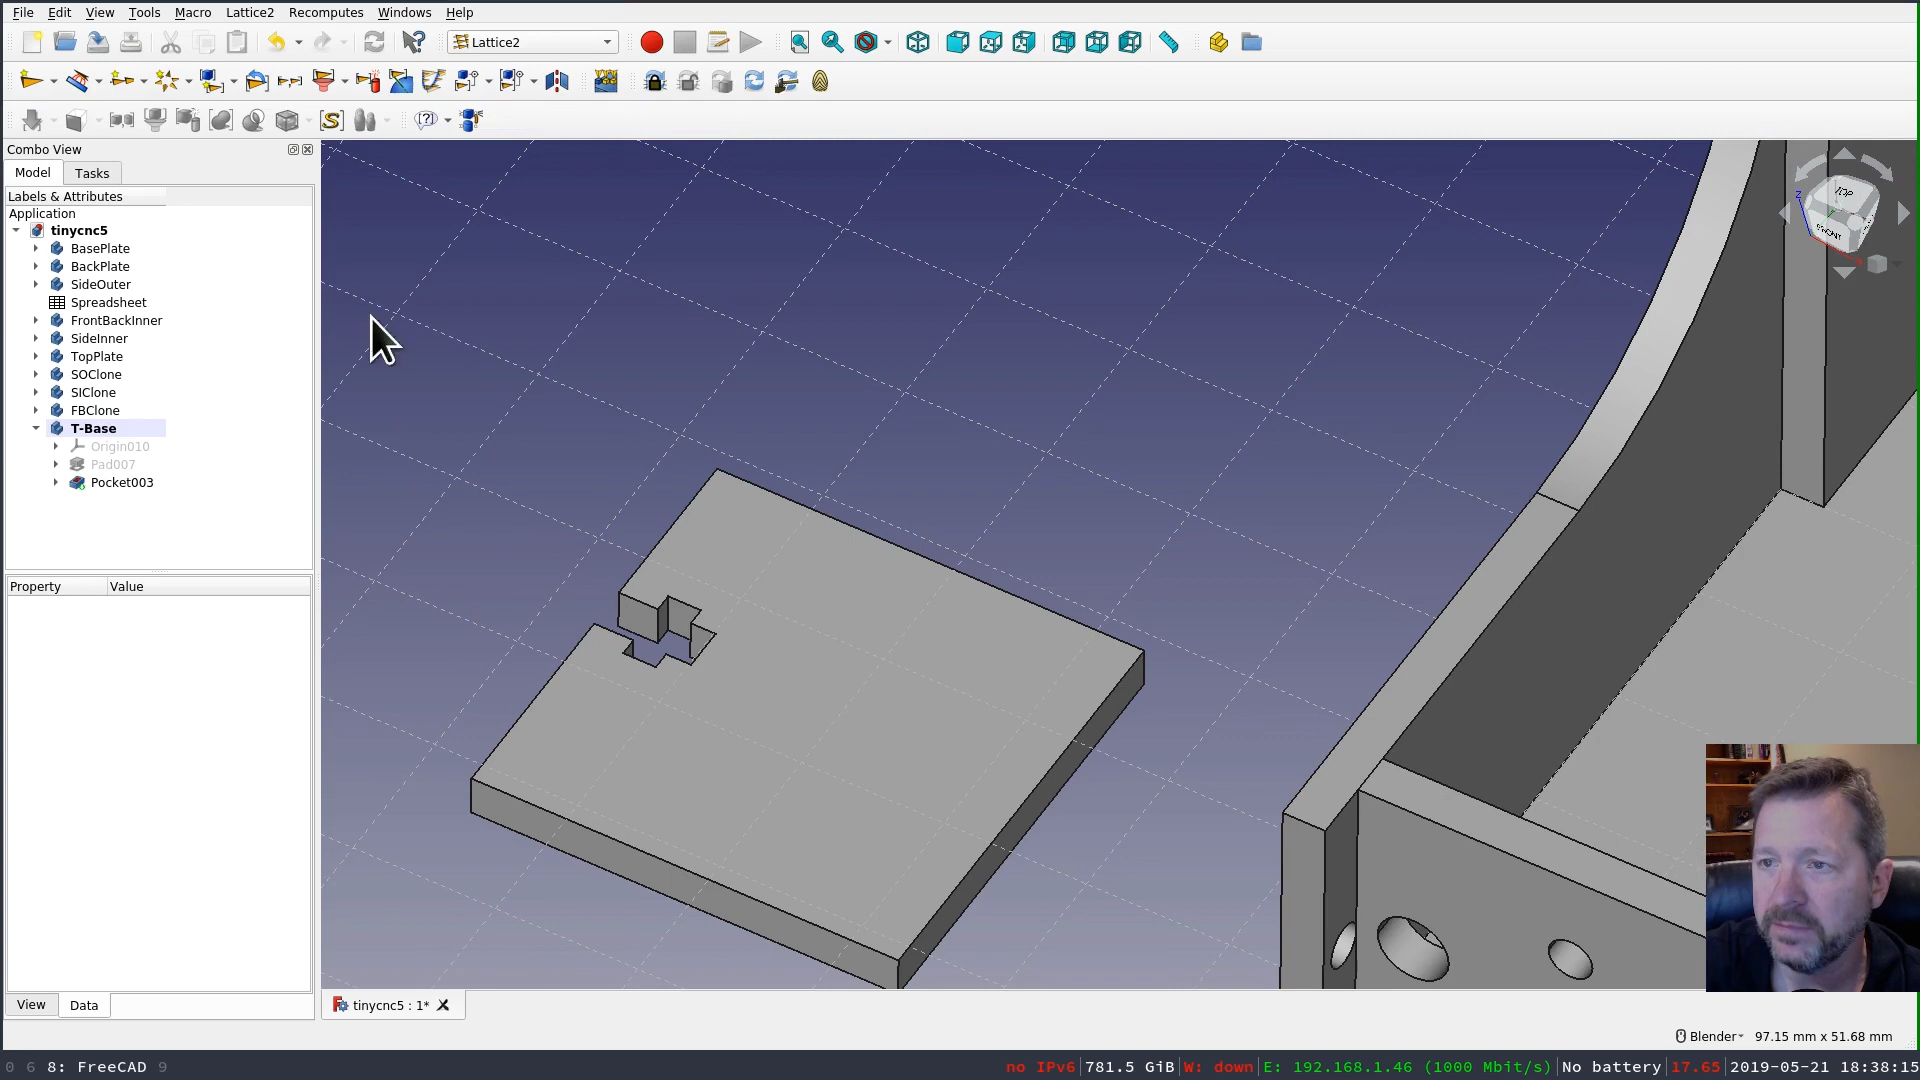 File Edit View Tools Macro Lattice2 Recomputes Windows Help
Lattice2
Combo View
Model Tasks
Labels & Attributes
Application
tinycnc5
BasePlate
BackPlate
SideOuter
Spreadsheet
FrontBackInner
SideInner
TopPlate
SOClone
SIClone
FBClone
T-Base
Origin010
Pad007
Pocket003
TOP
FRONT
Z
Property Value
View Data
tinycnc5 : 1*
Blender 97.15 mm x 51.68 mm
0 6 8: FreeCAD 9
no IPv6|781.5 GiB|W: down|E: 192.168.1.46 (1000 Mbit/s)|No battery|17.65|2019-05-21 18:38:15